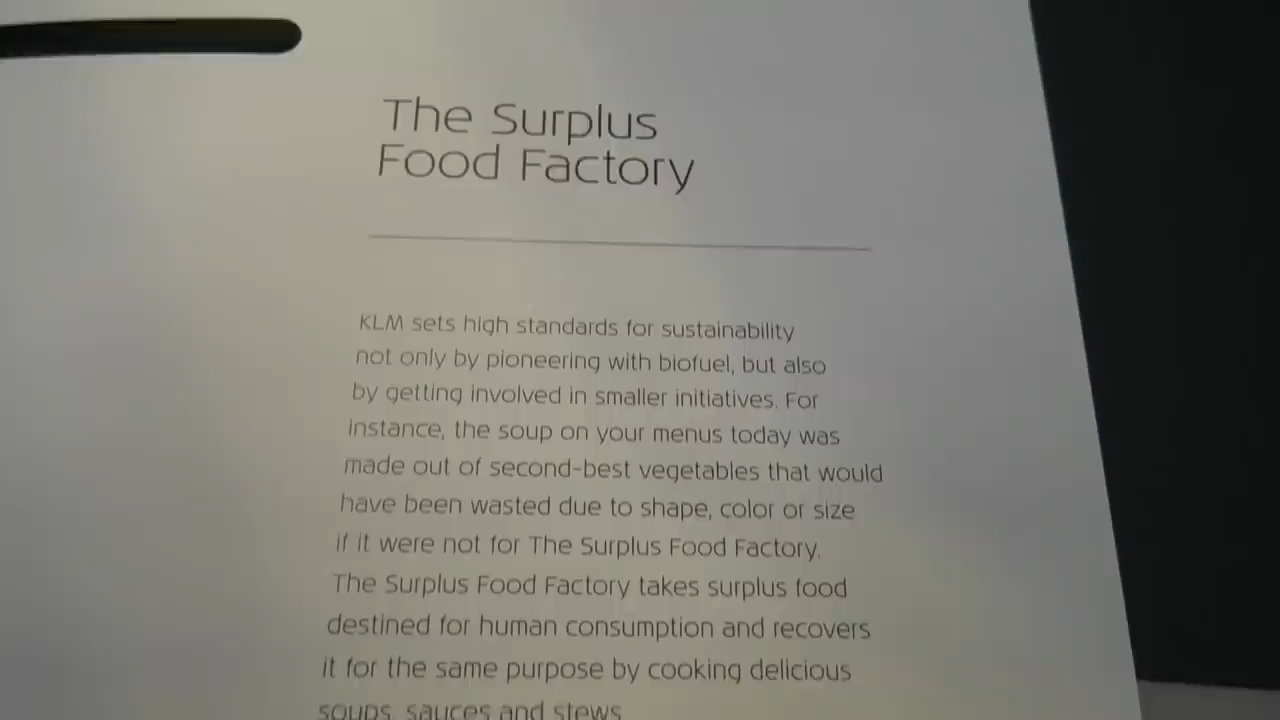 The Surplus
Food Factory
KLM sets high standards for sustainability
not only by pioneering with biofuel, but also
by getting involved in smaller initiatives. For
instance, the soup on your menus today was
made out of second-best vegetables that would
have been wasted due to shape, color or size
if it were not for The Surplus Food Factory.
The Surplus Food Factory takes surplus food
destined for human consumption and recovers
it for the same purpose by cooking delicious
soups, sauces and stews